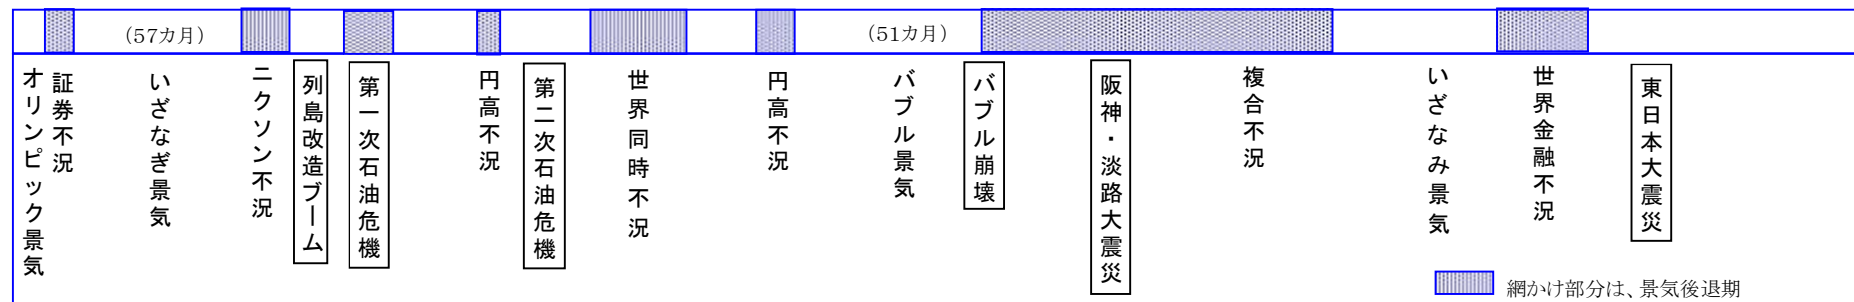 (57カ月)
(51カ月)
オリンピック景気
証券不況
いざなぎ景気
ニクソン不況
列島改造ブーム
第一次石油危機
円高不況
第二次石油危機
世界同時不況
円高不況
バブル景気
バブル崩壊
阪神・淡路大震災
複合不況
いざなみ景気
世界金融不況
東日本大震災
網かけ部分は、景気後退期